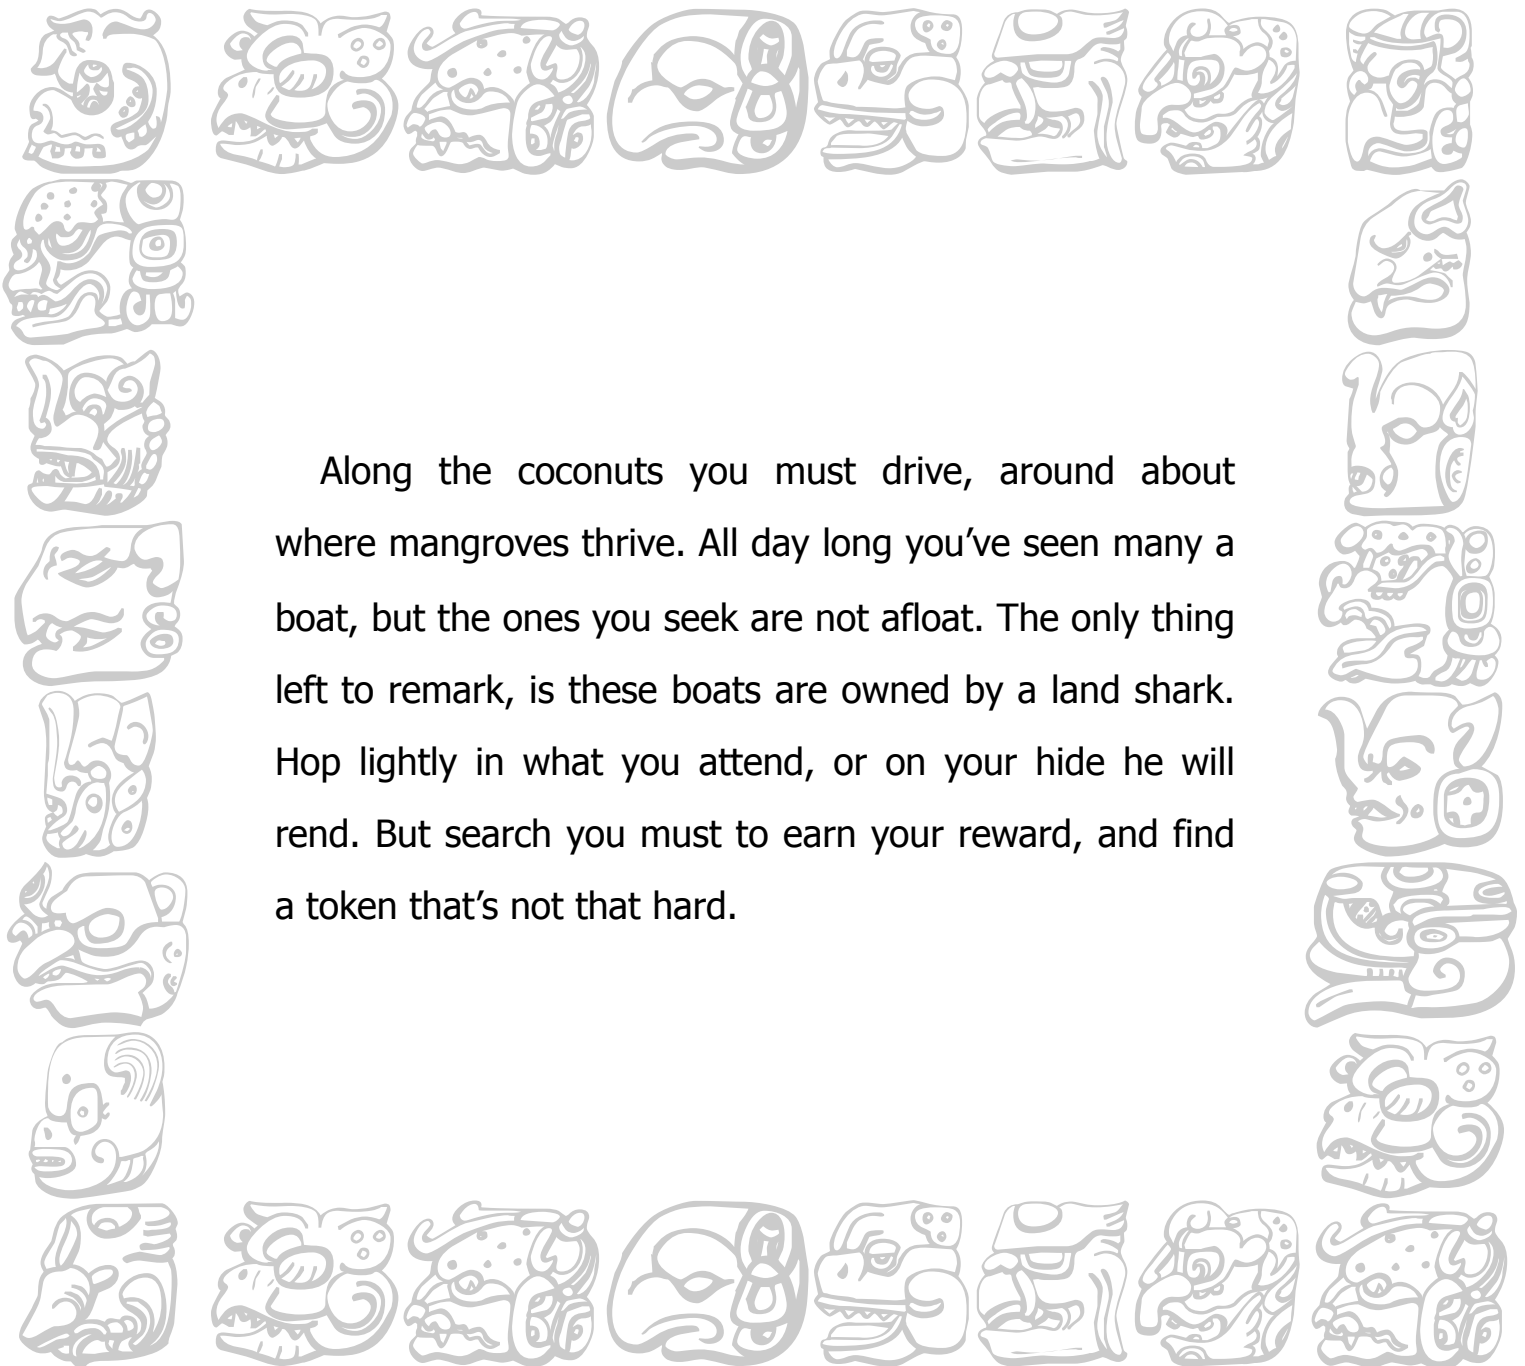 Along the coconuts you must drive, around about
where mangroves thrive. All day long you’ve seen many a
boat, but the ones you seek are not afloat. The only thing
left to remark, is these boats are owned by a land shark.
Hop lightly in what you attend, or on your hide he will
rend. But search you must to earn your reward, and find
a token that’s not that hard.